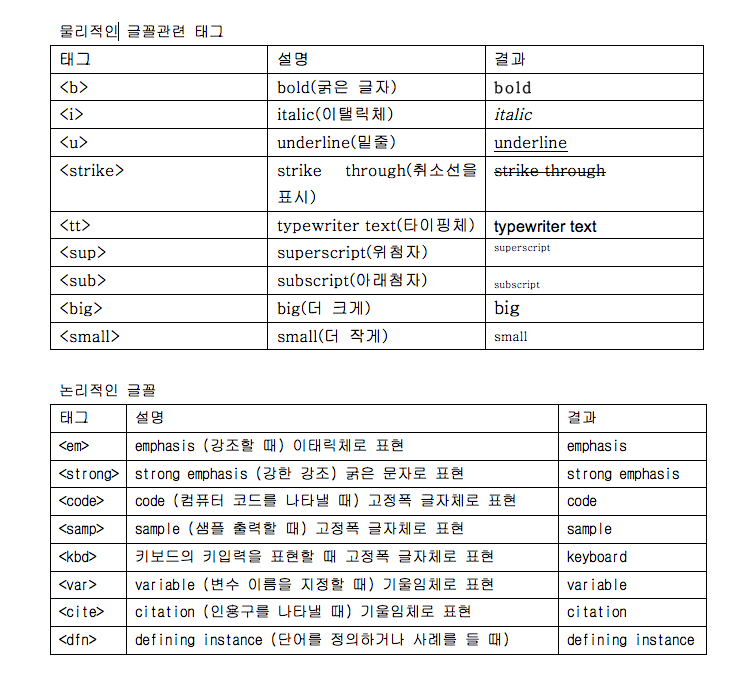 물리적인 글꼴관련 태그
태그 설명 결과
<b> bold(굵은 글자) bold
<i> italic(이탤릭체) italic
<u> underline(밑줄) underline
<strike> strike through(취소선을 strike through
표시)
<tt> typewriter text(타이핑체) typewriter text
<sup> superscript(위첨자) superscript
<sub> subscript(아래첨자) subscript
<big> big(더 크게) big
<small> small(더 작게) small
논리적인 글꼴
태그 설명 결과
<em> emphasis (강조할 때) 이태릭체로 표현 emphasis
<strong> strong emphasis (강한 강조) 굵은 문자로 표현 strong emphasis
<code> code (컴퓨터 코드를 나타낼 때) 고정폭 글자체로 표현 code
<samp> sample (샘플 출력할 때) 고정폭 글자체로 표현 sample
<kbd> 키보드의 키입력을 표현할 때 고정폭 글자체로 표현 keyboard
<var> variable (변수 이름을 지정할 때) 기울임체로 표현 variable
<cite> citation (인용구를 나타낼 때) 기울임체로 표현 citation
<dfn> defining instance (단어를 정의하거나 사례를 들 때) defining instance